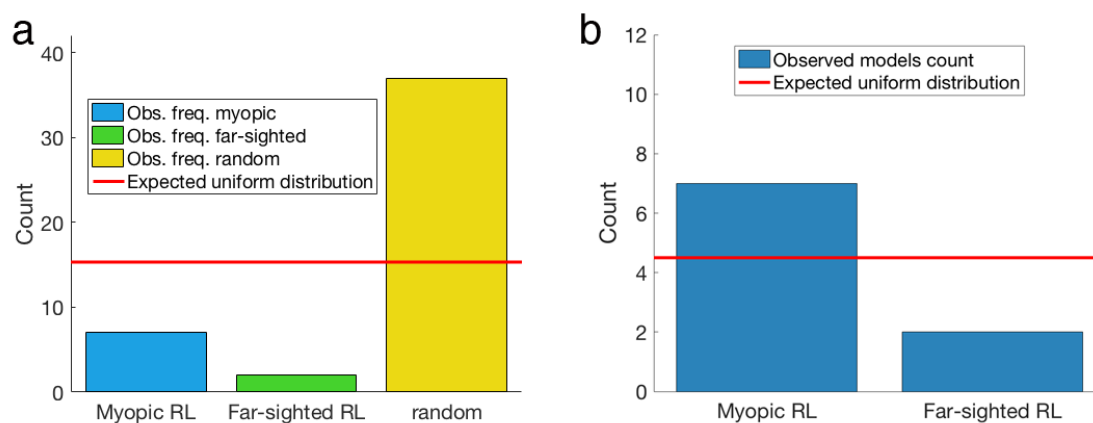 a
Count
40
30
20
10
0
Obs. freq. myopic
Obs. freq. far-sighted
Obs. freq. random
Expected uniform distribution
Myopic RL
Far-sighted RL
random
b
Count
12
10
8
6
4
2
0
Observed models count
Expected uniform distribution
Myopic RL
Far-sighted RL